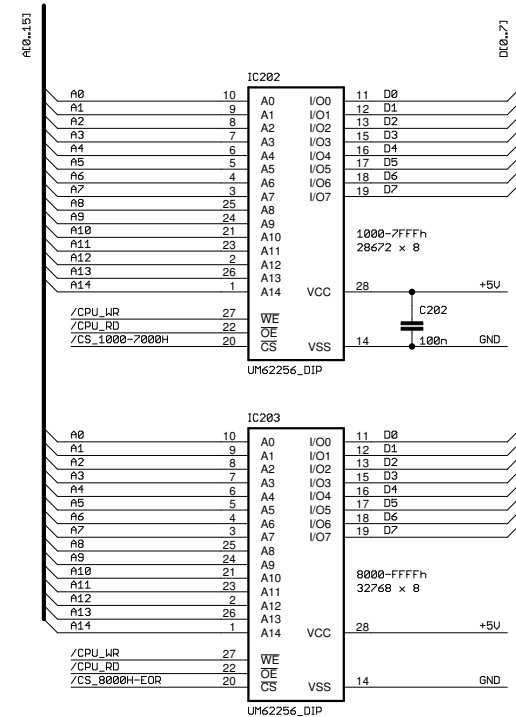 A[0..15]
D[0..7]
IC202
A0 10 A0 I/O0 11 D0
A1 9 A1 I/O1 12 D1
A2 8 A2 I/O2 13 D2
A3 7 A3 I/O3 15 D3
A4 6 A4 I/O4 16 D4
A5 5 A5 I/O5 17 D5
A6 4 A6 I/O6 18 D6
A7 3 A7 I/O7 19 D7
A8 25 A8
A9 24 A9
A10 21 A10 1000-7FFFh
A11 23 A11 28672 x 8
A12 2 A12
A13 26 A13
A14 1 A14 VCC 28 +5V
/CPU_WR 27 WE C202
/CPU_RD 22 OE
/CS_1000-7000H 20 CS VSS 14 100n GND
UM62256_DIP
IC203
A0 10 A0 I/O0 11 D0
A1 9 A1 I/O1 12 D1
A2 8 A2 I/O2 13 D2
A3 7 A3 I/O3 15 D3
A4 6 A4 I/O4 16 D4
A5 5 A5 I/O5 17 D5
A6 4 A6 I/O6 18 D6
A7 3 A7 I/O7 19 D7
A8 25 A8
A9 24 A9
A10 21 A10 8000-FFFFh
A11 23 A11 32768 x 8
A12 2 A12
A13 26 A13
A14 1 A14 VCC 28 +5V
/CPU_WR 27 WE
/CPU_RD 22 OE
/CS_8000H-EOR 20 CS VSS 14 GND
UM62256_DIP